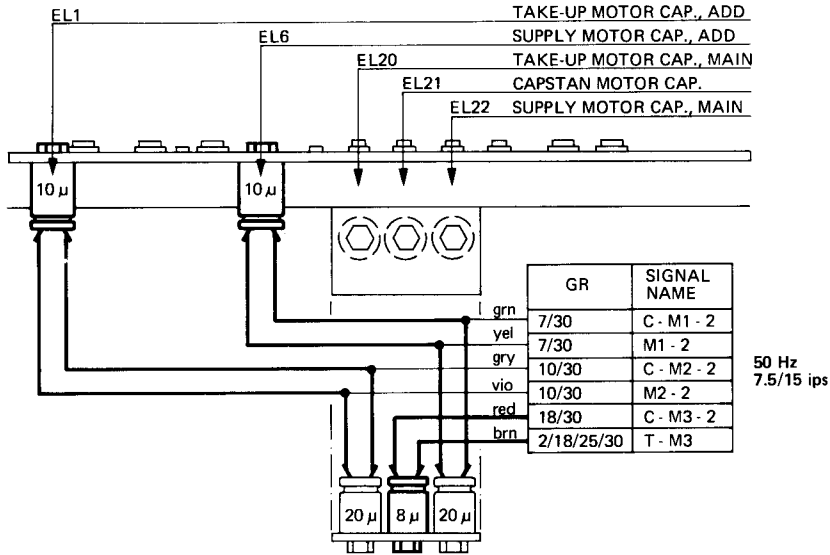 EL1 TAKE-UP MOTOR CAP., ADD
EL6 SUPPLY MOTOR CAP., ADD
EL20 TAKE-UP MOTOR CAP., MAIN
EL21 CAPSTAN MOTOR CAP.
EL22 SUPPLY MOTOR CAP., MAIN
10 μ 10 μ
GR SIGNAL NAME
grn 7/30 C - M1 - 2
yel 7/30 M1 - 2
gry 10/30 C - M2 - 2
vio 10/30 M2 - 2
red 18/30 C - M3 - 2
brn 2/18/25/30 T - M3
50 Hz
7.5/15 ips
20 μ 8 μ 20 μ